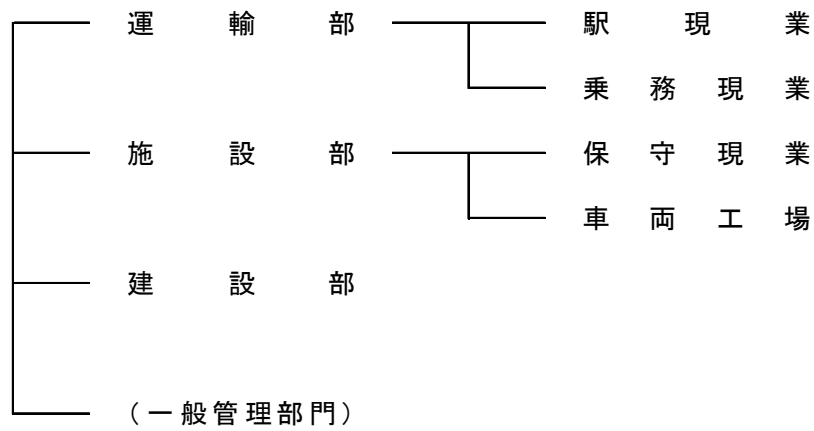 運輸部 駅現業
乗務現業
施設部 保守現業
車両工場
建設部
(一般管理部門)